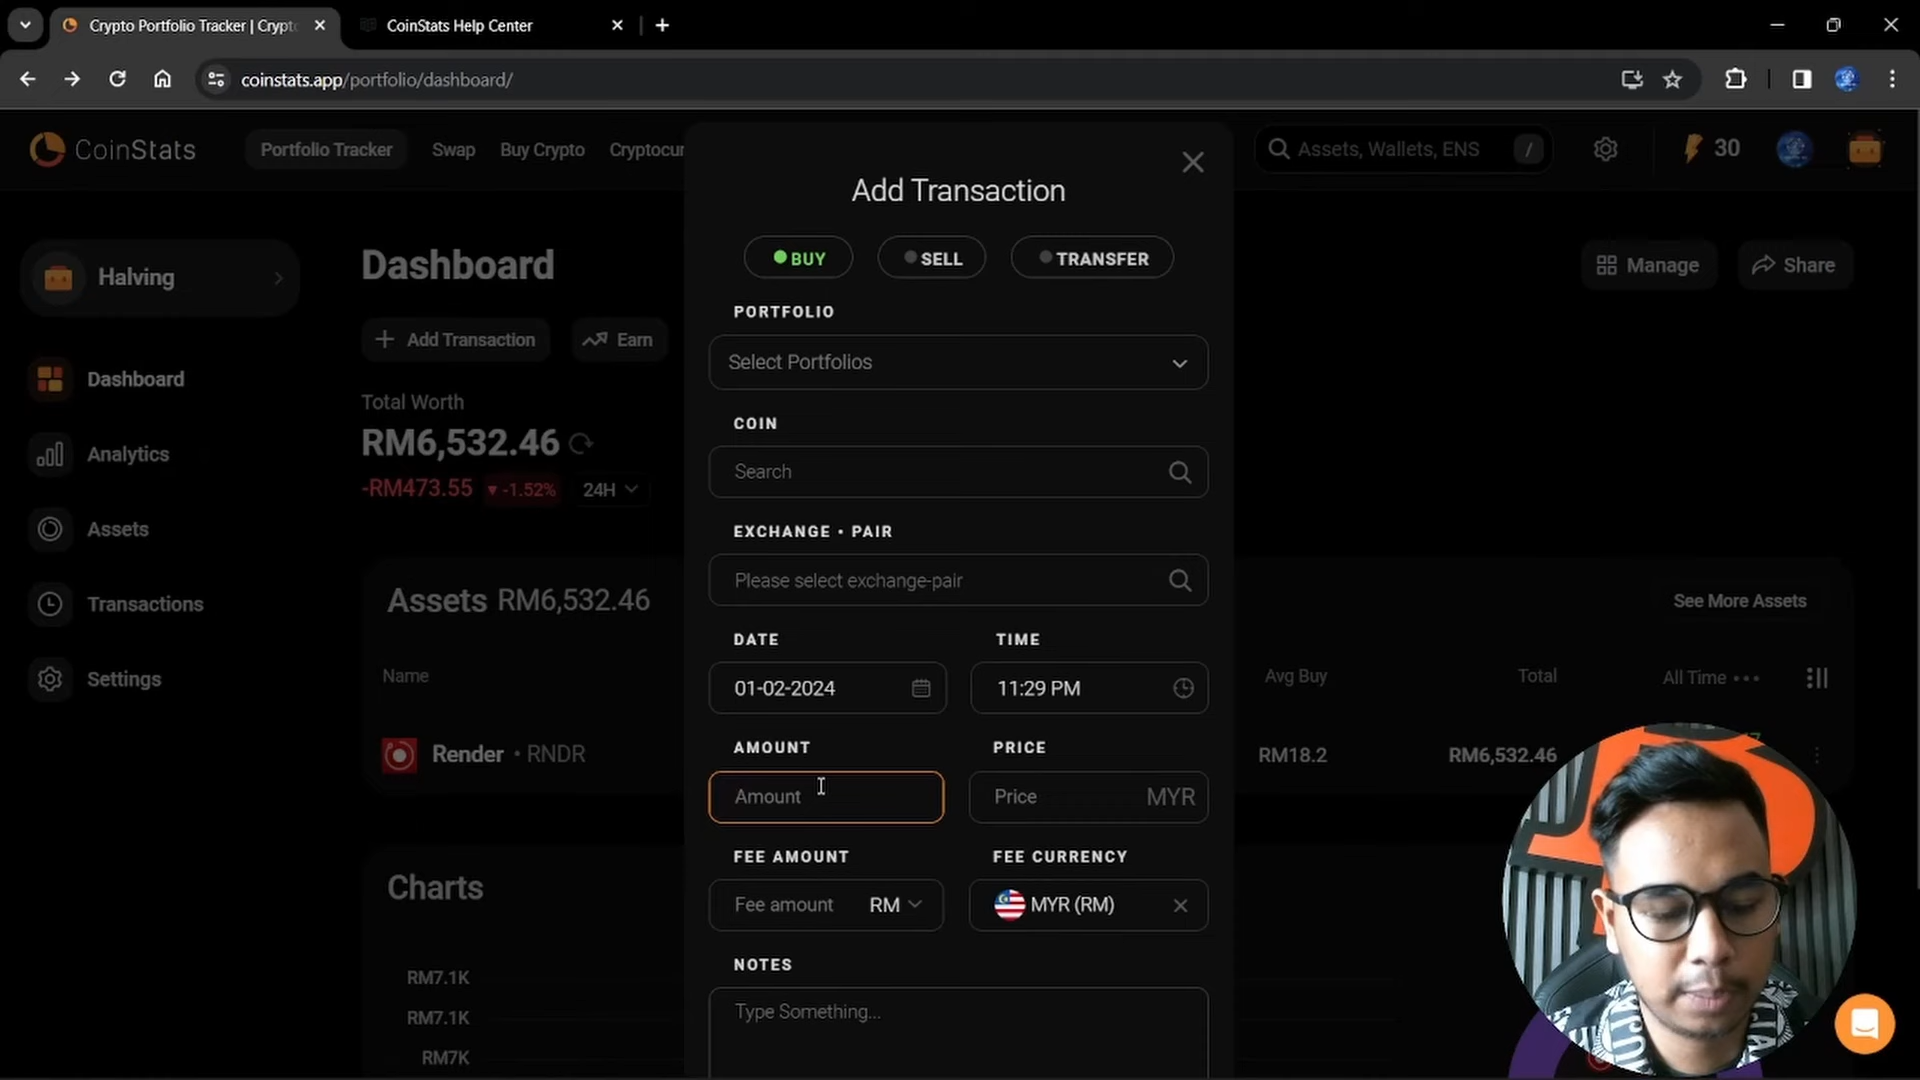 Crypto Portfolio Tracker | Crypt
CoinStats Help Center
coinstats.app/portfolio/dashboard/
CoinStats
Portfolio Tracker
Swap
Buy Crypto
Cryptocur
Assets, Wallets, ENS
/
30
Add Transaction
BUY
SELL
TRANSFER
Halving
Dashboard
Manage
Share
Add Transaction
Earn
PORTFOLIO
Select Portfolios
Dashboard
Analytics
Assets
Transactions
Settings
Total Worth
RM6,532.46
-RM473.55
▼-1.52%
24H
COIN
Search
EXCHANGE • PAIR
Please select exchange-pair
Assets RM6,532.46
See More Assets
DATE
TIME
01-02-2024
11:29 PM
Name
Avg Buy
Total
All Time •••
Render • RNDR
RM18.2
RM6,532.46
AMOUNT
PRICE
Amount
Price
MYR
FEE AMOUNT
FEE CURRENCY
Fee amount
RM
MYR (RM)
Charts
RM7.1K
RM7.1K
RM7K
NOTES
Type Something...